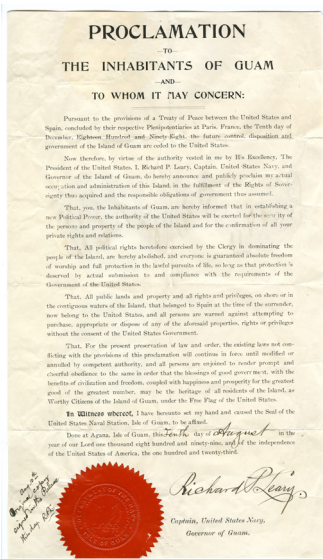 PROCLAMATION
—TO—
THE INHABITANTS OF GUAM
—AND—
TO WHOM IT MAY CONCERN:
Pursuant to the provisions of a Treaty of Peace between the United States and
Spain, concluded by their respective Plenipotentiaries at Paris, France, the Tenth day of
December, Eighteen Hundred and Ninety-Eight, the future control, disposition and
government of the Island of Guam are ceded to the United States.
Now therefore, by virtue of the authority vested in me by His Excellency, The
President of the United States, I, Richard P. Leary, Captain, United States Navy, and
Governor of the Island of Guam, do hereby announce and publicly proclaim my actual
occupation and administration of this Island, in the fulfillment of the Rights of Sover-
eignty thus acquired and the responsible obligations of government thus assumed.
That, you, the Inhabitants of Guam, are hereby informed that in establishing a
new Political Power, the authority of the United States will be exerted for the security of
the persons and property of the people of the Island and for the confirmation of all your
private rights and relations.
That, All political rights heretofore exercised by the Clergy in dominating the
people of the Island, are hereby abolished, and everyone is guaranteed absolute freedom
of worship and full protection in the lawful pursuits of life, so long as that protection is
deserved by actual submission to and compliance with the requirements of the
Government of the United States.
That, All public lands and property and all rights and privileges, on shore or in
the contiguous waters of the Island, that belonged to Spain at the time of the surrender,
now belong to the United States, and all persons are warned against attempting to
purchase, appropriate or dispose of any of the aforesaid properties, rights or privileges
without the consent of the United States Government.
That, For the present preservation of law and order, the existing laws not con-
flicting with the provisions of this proclamation will continue in force until modified or
annulled by competent authority, and all persons are enjoined to render prompt and
cheerful obedience to the same in order that the blessings of good government, with the
benefits of civilization and freedom, coupled with happiness and prosperity for the greatest
good of the greatest number, may be the heritage of all residents of the Island, as
Worthy Citizens of the Island of Guam, under the Free Flag of the United States.
In Witness whereof, I have hereunto set my hand and caused the Seal of the
United States Naval Station, Isle of Guam, to be affixed.
Done at Agana, Isle of Guam, this Tenth day of August in the
year of our Lord one thousand eight hundred and ninety-nine, and of the independence
of the United States of America, the one hundred and twenty-third.
Richard P. Leary,
Captain, United States Navy,
Governor of Guam.